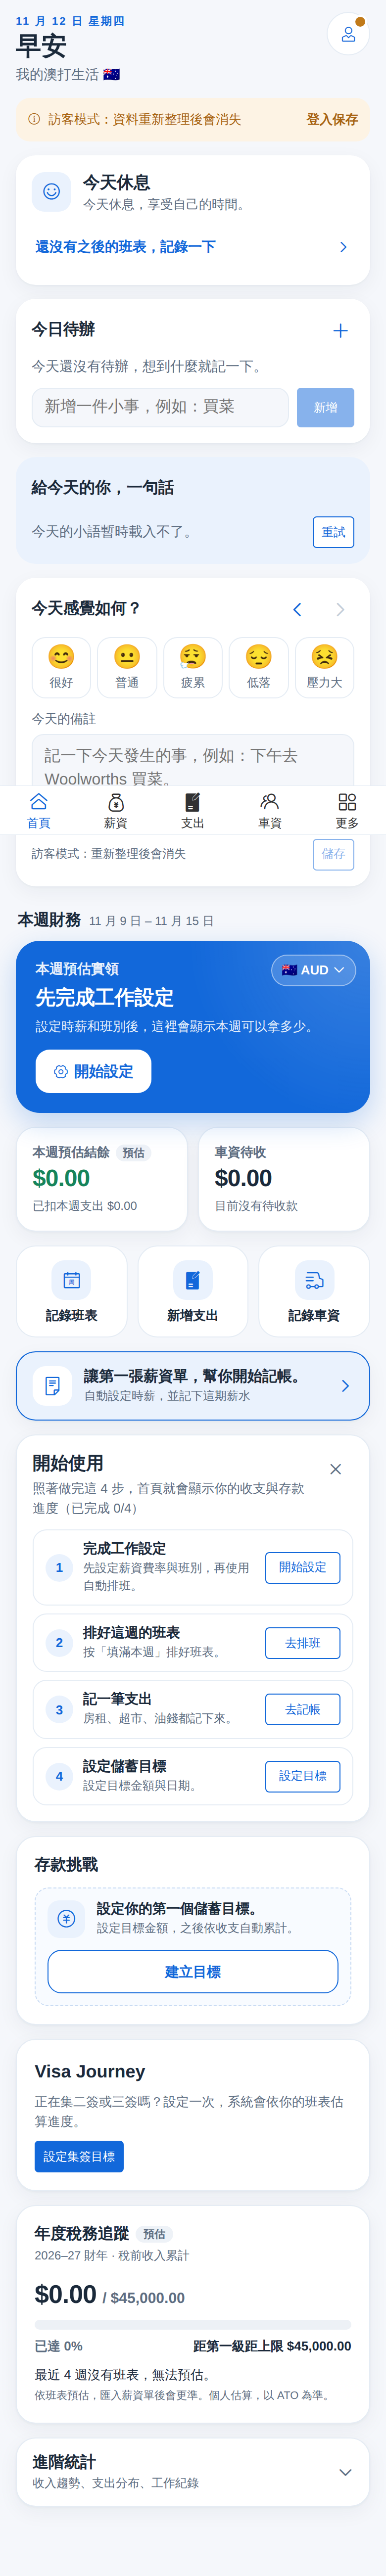 11 月 12 日 星期四
早安
我的澳打生活 🇦🇺
訪客模式：資料重新整理後會消失 登入保存
今天休息
今天休息，享受自己的時間。
還沒有之後的班表，記錄一下
今日待辦
今天還沒有待辦，想到什麼就記一下。
新增一件小事，例如：買菜 新增
給今天的你，一句話
今天的小語暫時載入不了。 重試
今天感覺如何？
😊 😐 😮‍💨 😔 😣
很好 普通 疲累 低落 壓力大
今天的備註
記一下今天發生的事，例如：下午去
Woolworths 買菜。
首頁 薪資 支出 車資 更多
訪客模式：重新整理後會消失 儲存
本週財務 11 月 9 日 – 11 月 15 日
本週預估實領 🇦🇺 AUD
先完成工作設定
設定時薪和班別後，這裡會顯示本週可以拿多少。
開始設定
本週預估結餘 預估
$0.00
已扣本週支出 $0.00
車資待收
$0.00
目前沒有待收款
記錄班表 新增支出 記錄車資
讓第一張薪資單，幫你開始記帳。
自動設定時薪，並記下這期薪水
開始使用
照著做完這 4 步，首頁就會顯示你的收支與存款
進度（已完成 0/4）
1 完成工作設定
先設定薪資費率與班別，再使用
自動排班。
開始設定
2 排好這週的班表
按「填滿本週」排好班表。
去排班
3 記一筆支出
房租、超市、油錢都記下來。
去記帳
4 設定儲蓄目標
設定目標金額與日期。
設定目標
存款挑戰
設定你的第一個儲蓄目標。
設定目標金額，之後依收支自動累計。
建立目標
Visa Journey
正在集二簽或三簽嗎？設定一次，系統會依你的班表估
算進度。
設定集簽目標
年度稅務追蹤 預估
2026–27 財年 · 稅前收入累計
$0.00 / $45,000.00
已達 0% 距第一級距上限 $45,000.00
最近 4 週沒有班表，無法預估。
依班表預估，匯入薪資單後會更準。個人估算，以 ATO 為準。
進階統計
收入趨勢、支出分布、工作紀錄